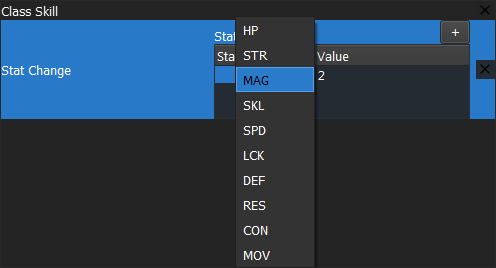 Class Skill
Stat
+
Sta
Value
Stat Change
2
HP
STR
MAG
SKL
SPD
LCK
DEF
RES
CON
MOV